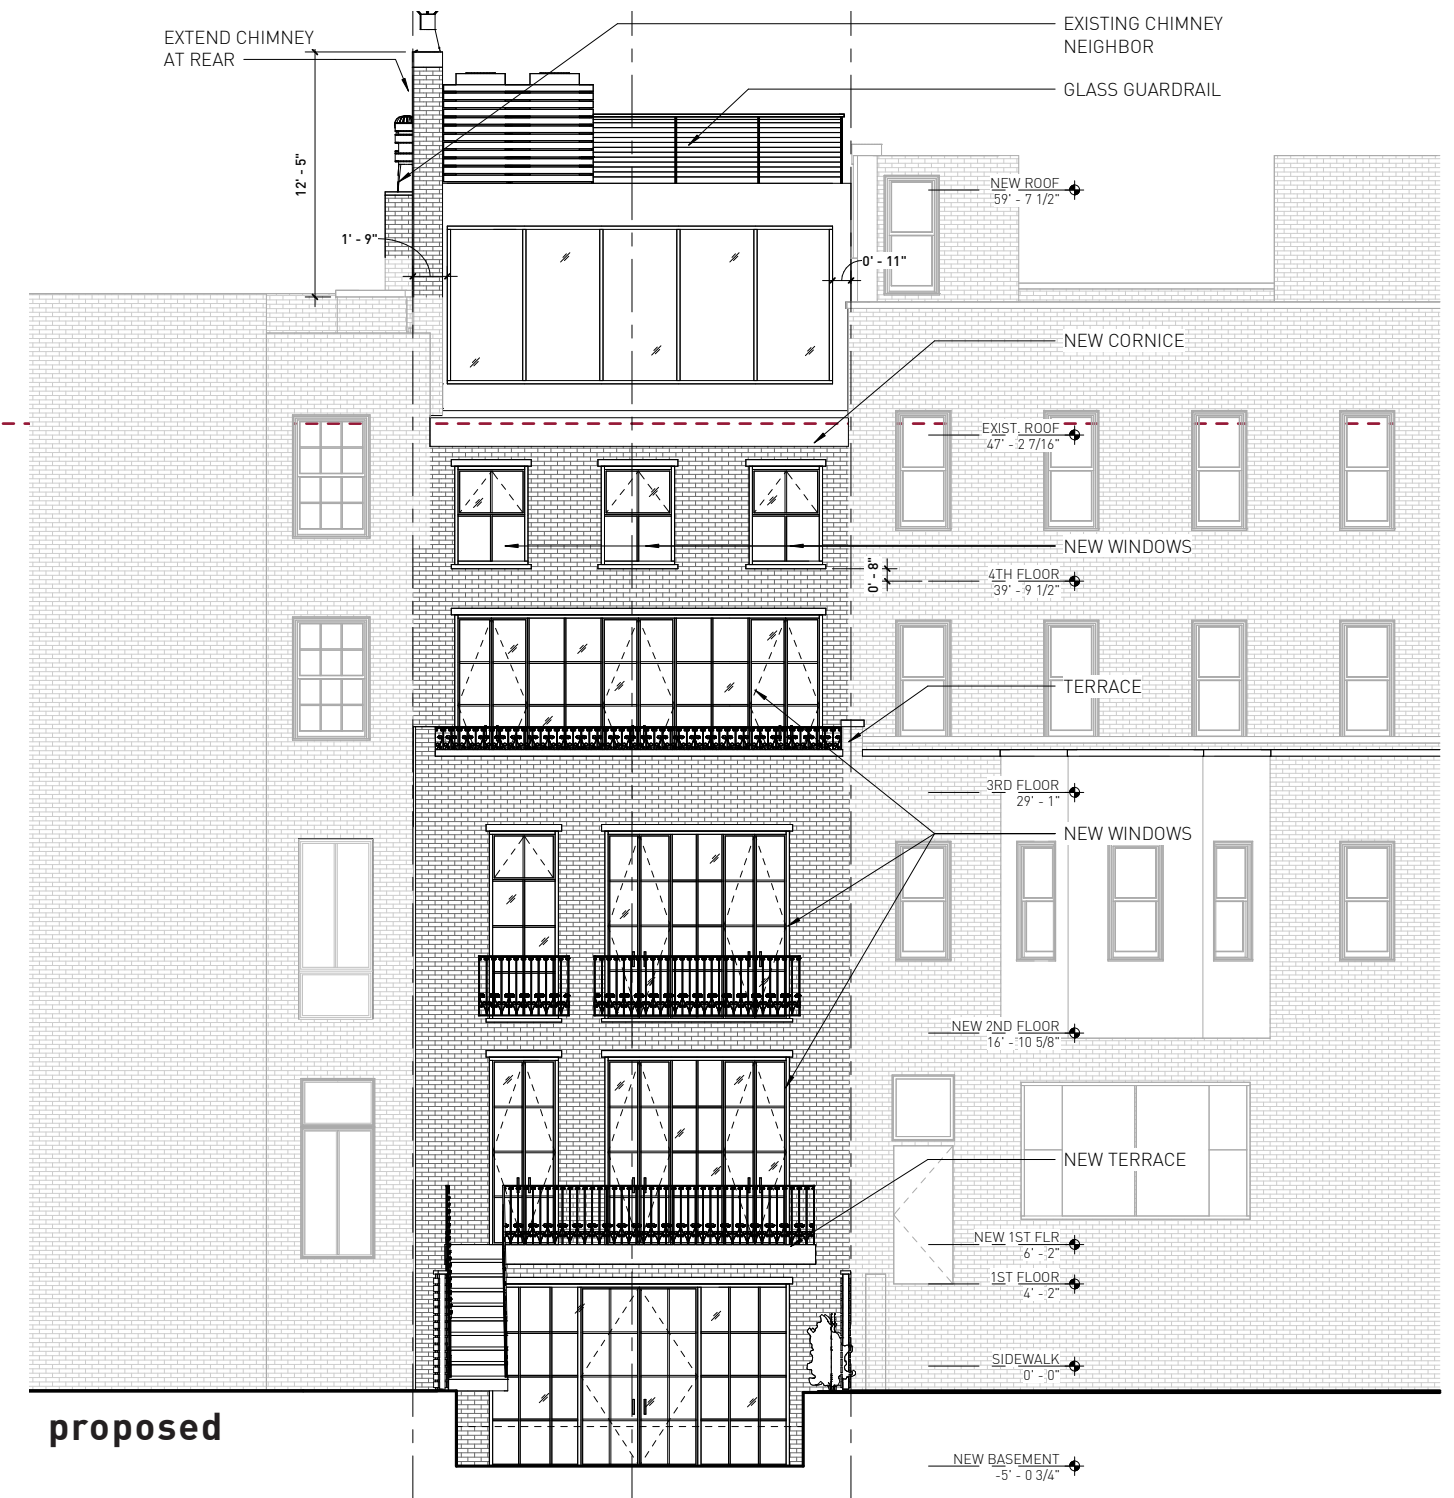 EXTEND CHIMNEY
AT REAR
EXISTING CHIMNEY
NEIGHBOR
GLASS GUARDRAIL
12' - 5"
NEW ROOF
59' - 7 1/2"
1' - 9"
0' - 11"
NEW CORNICE
EXIST. ROOF
47' - 2 7/16"
NEW WINDOWS
0' - 8"
4TH FLOOR
39' - 9 1/2"
TERRACE
3RD FLOOR
29' - 1"
NEW WINDOWS
NEW 2ND FLOOR
16' - 10 5/8"
NEW TERRACE
NEW 1ST FLR
6' - 2"
1ST FLOOR
4' - 2"
SIDEWALK
0' - 0"
proposed
NEW BASEMENT
-5' - 0 3/4"